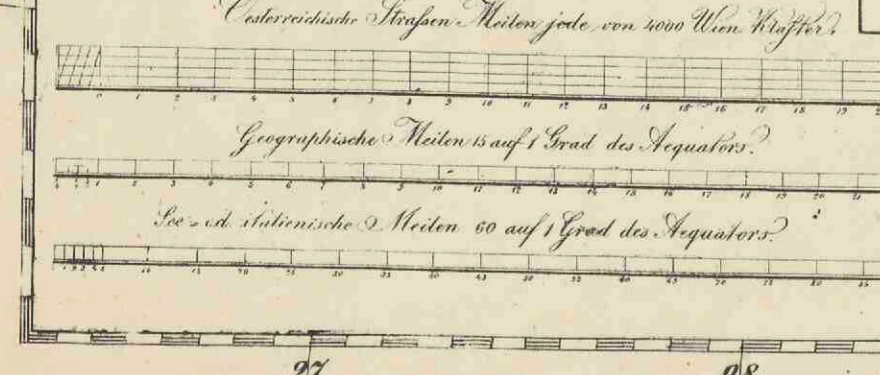 Oesterreichische Strassen Meilen jede von 4000 Wien Klafter.
0 1 2 3 4 5 6 7 8 9 10 11 12 13 14 15 16 17 18 19
Geographische Meilen 15 auf 1 Grad des Aequators.
4 5 6 7 8 9 10 11 12 13 14 15 16 17 18 19 20 21
See - od. italienische Meilen 60 auf 1 Grad des Aequators.
10 15 20 25 30 35 40 45 50 55 60 65 70 75 80 85
27 28